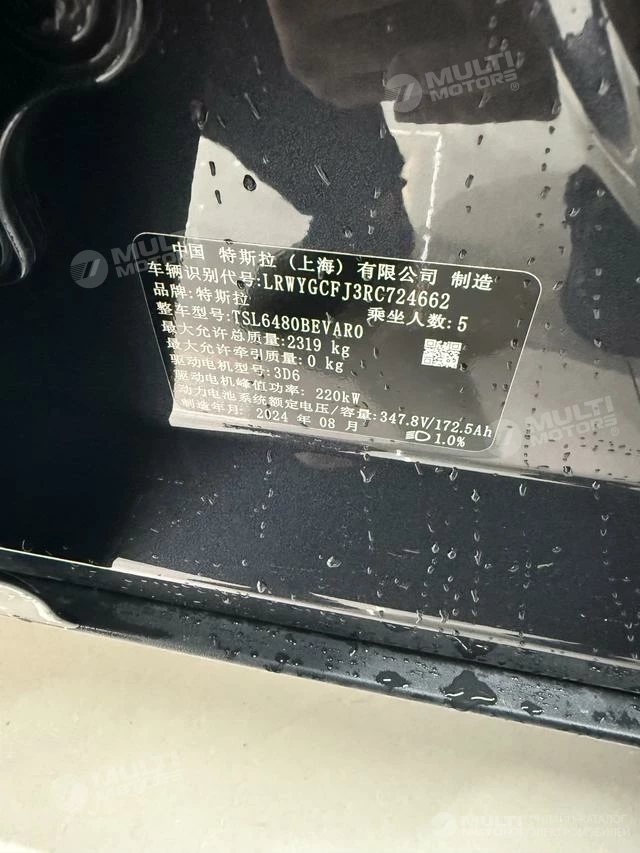 MULTI
MOTORS®
MULTI
中国 特斯拉（上海）有限公司 制造
车辆识别代号:LRWYGCFJ3RC724662
品牌:特斯拉 乘坐人数:5
整车型号:TSL6480BEVAR0
最大允许总质量:2319 kg
最大允许牵引质量:0 kg
驱动电机型号:3D6
驱动电机峰值功率: 220kW
动力电池系统额定电压/容量:347.8V/172.5Ah
制造年月: 2024 年 08 月
1.0%
MULTI
MOTORS
MULTI
MOTORS
MULTI